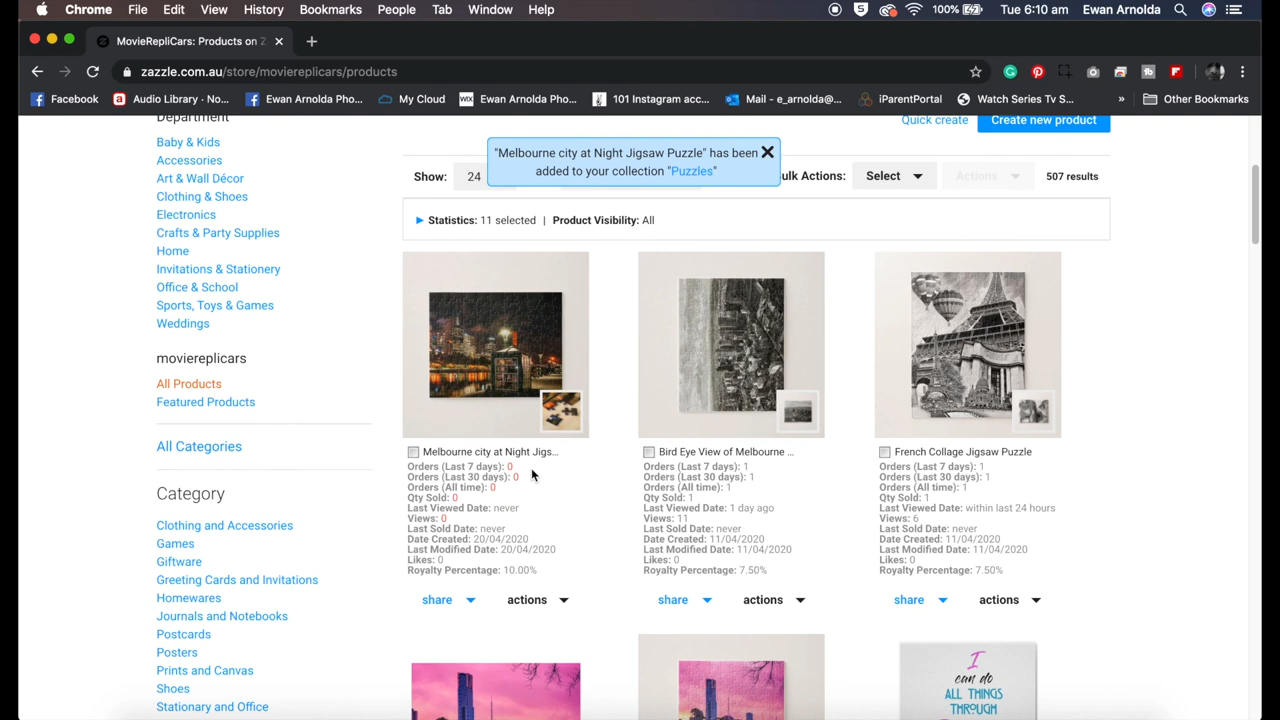 Chrome File Edit View History Bookmarks People Tab Window Help 100% Tue 6:10 am Ewan Arnolda
MovieRepliCars: Products on Z
zazzle.com.au/store/moviereplicars/products
Facebook Audio Library · No... Ewan Arnolda Pho... My Cloud WIX Ewan Arnolda Pho... 101 Instagram acc... Mail - e_arnolda@... iParentPortal Watch Series Tv S... » Other Bookmarks
Department
Quick create Create new product
"Melbourne city at Night Jigsaw Puzzle" has been
added to your collection "Puzzles"
Show: 24 ulk Actions: Select Actions 507 results
Statistics: 11 selected | Product Visibility: All
Baby & Kids
Accessories
Art & Wall Décor
Clothing & Shoes
Electronics
Crafts & Party Supplies
Home
Invitations & Stationery
Office & School
Sports, Toys & Games
Weddings
moviereplicars
All Products
Featured Products
All Categories
Category
Clothing and Accessories
Games
Giftware
Greeting Cards and Invitations
Homewares
Journals and Notebooks
Postcards
Posters
Prints and Canvas
Shoes
Stationary and Office
Melbourne city at Night Jigs...
Orders (Last 7 days): 0
Orders (Last 30 days): 0
Orders (All time): 0
Qty Sold: 0
Last Viewed Date: never
Views: 0
Last Sold Date: never
Date Created: 20/04/2020
Last Modified Date: 20/04/2020
Likes: 0
Royalty Percentage: 10.00%
share actions
Bird Eye View of Melbourne ...
Orders (Last 7 days): 1
Orders (Last 30 days): 1
Orders (All time): 1
Qty Sold: 1
Last Viewed Date: 1 day ago
Views: 11
Last Sold Date: never
Date Created: 11/04/2020
Last Modified Date: 11/04/2020
Likes: 0
Royalty Percentage: 7.50%
share actions
French Collage Jigsaw Puzzle
Orders (Last 7 days): 1
Orders (Last 30 days): 1
Orders (All time): 1
Qty Sold: 1
Last Viewed Date: within last 24 hours
Views: 6
Last Sold Date: never
Date Created: 11/04/2020
Last Modified Date: 11/04/2020
Likes: 0
Royalty Percentage: 7.50%
share actions
I
can do
ALL THINGS
THROUGH